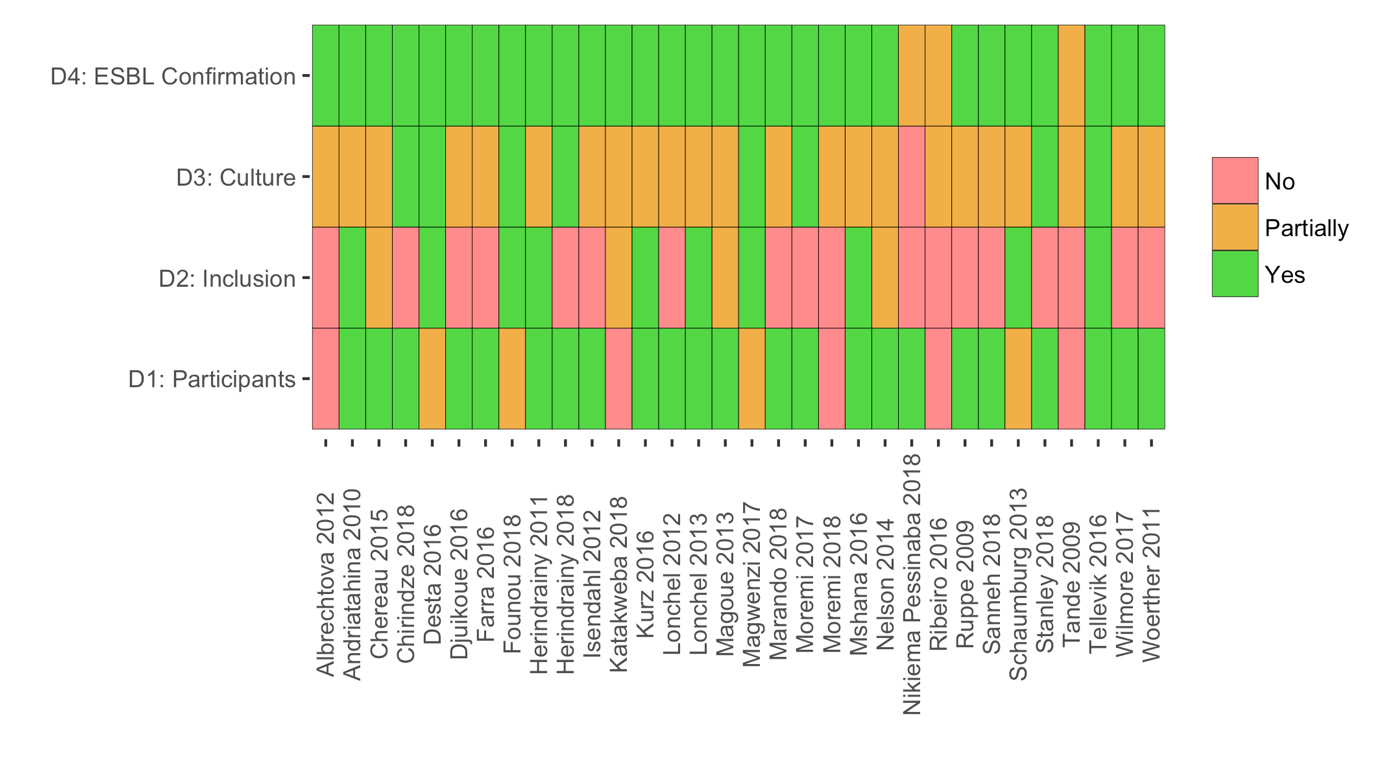 D4: ESBL Confirmation
D3: Culture
D2: Inclusion
D1: Participants
No
Partially
Yes
Albrechtova 2012
Andriatahina 2010
Chereau 2015
Chirindze 2018
Desta 2016
Djuikoue 2016
Farra 2016
Founou 2018
Herindrainy 2011
Herindrainy 2018
Isendahl 2012
Katakweba 2018
Kurz 2016
Lonchel 2012
Lonchel 2013
Magoue 2013
Magwenzi 2017
Marando 2018
Moremi 2017
Moremi 2018
Mshana 2016
Nelson 2014
Nikiema Pessinaba 2018
Ribeiro 2016
Ruppe 2009
Sanneh 2018
Schaumburg 2013
Stanley 2018
Tande 2009
Tellevik 2016
Wilmore 2017
Woerther 2011